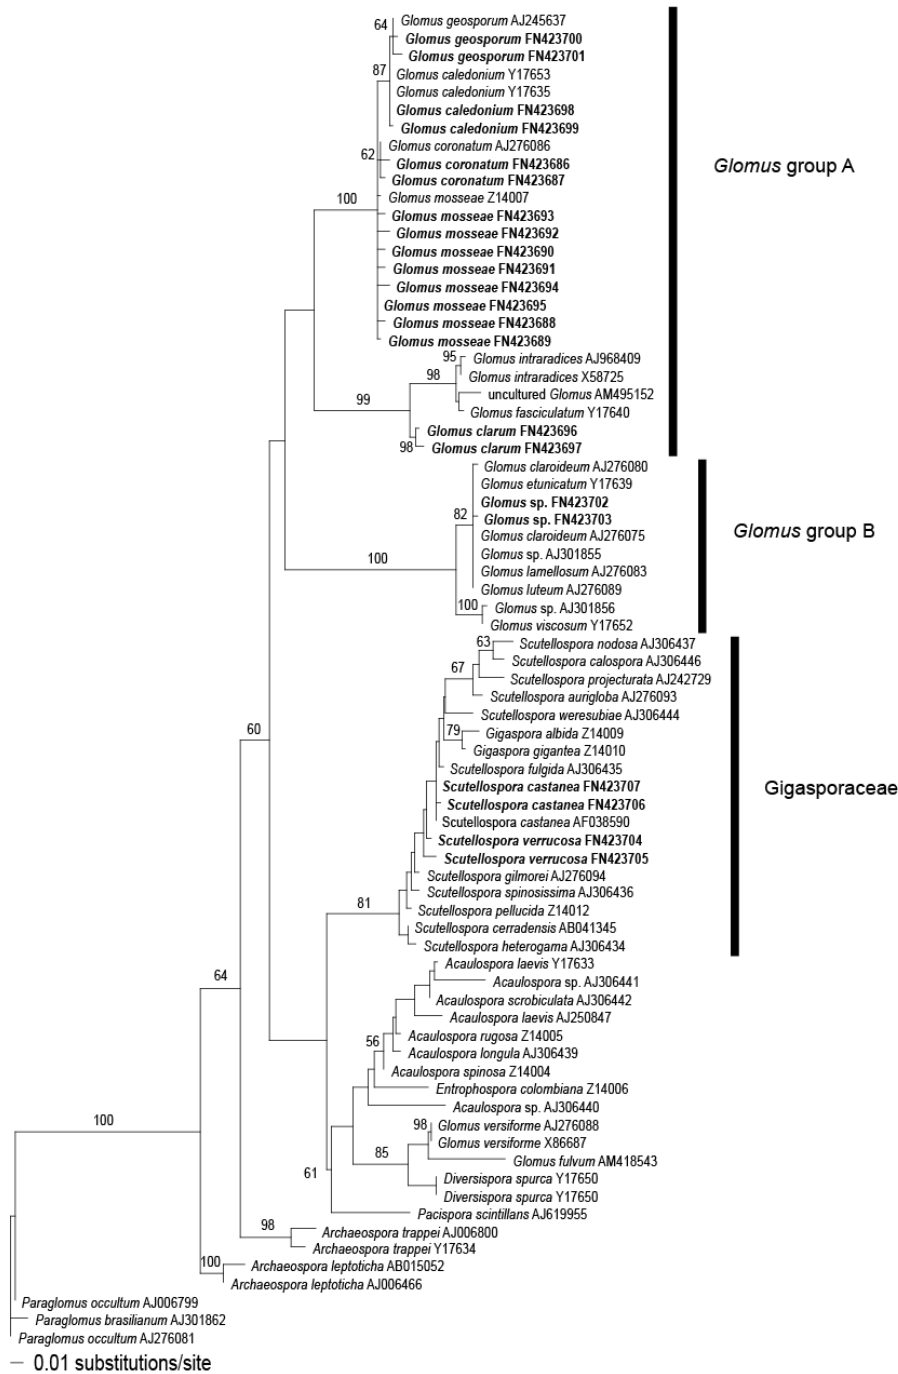 64
Glomus geosporum AJ245637
Glomus geosporum FN423700
Glomus geosporum FN423701
87
Glomus caledonium Y17653
Glomus caledonium Y17635
Glomus caledonium FN423698
Glomus caledonium FN423699
Glomus coronatum AJ276086
62
Glomus coronatum FN423686
Glomus coronatum FN423687
Glomus group A
100
Glomus mosseae Z14007
Glomus mosseae FN423693
Glomus mosseae FN423692
Glomus mosseae FN423690
Glomus mosseae FN423691
Glomus mosseae FN423694
Glomus mosseae FN423695
Glomus mosseae FN423688
Glomus mosseae FN423689
95
Glomus intraradices AJ968409
98
Glomus intraradices X58725
uncultured Glomus AM495152
99
Glomus fasciculatum Y17640
Glomus clarum FN423696
98
Glomus clarum FN423697
Glomus claroideum AJ276080
Glomus etunicatum Y17639
Glomus sp. FN423702
82
Glomus sp. FN423703
Glomus group B
Glomus claroideum AJ276075
100
Glomus sp. AJ301855
Glomus lamellosum AJ276083
Glomus luteum AJ276089
100
Glomus sp. AJ301856
Glomus viscosum Y17652
63
Scutellospora nodosa AJ306437
Scutellospora calospora AJ306446
67
Scutellospora projecturata AJ242729
Scutellospora aurigloba AJ276093
Scutellospora weresubiae AJ306444
60
79
Gigaspora albida Z14009
Gigaspora gigantea Z14010
Scutellospora fulgida AJ306435
Scutellospora castanea FN423707
Gigasporaceae
Scutellospora castanea FN423706
Scutellospora castanea AF038590
Scutellospora verrucosa FN423704
Scutellospora verrucosa FN423705
Scutellospora gilmorei AJ276094
Scutellospora spinosissima AJ306436
81
Scutellospora pellucida Z14012
Scutellospora cerradensis AB041345
Scutellospora heterogama AJ306434
Acaulospora laevis Y17633
64
Acaulospora sp. AJ306441
Acaulospora scrobiculata AJ306442
Acaulospora laevis AJ250847
Acaulospora rugosa Z14005
56
Acaulospora longula AJ306439
Acaulospora spinosa Z14004
Entrophospora colombiana Z14006
Acaulospora sp. AJ306440
100
98
Glomus versiforme AJ276088
Glomus versiforme X86687
85
Glomus fulvum AM418543
61
Diversispora spurca Y17650
Diversispora spurca Y17650
Pacispora scintillans AJ619955
98
Archaeospora trappei AJ006800
Archaeospora trappei Y17634
100
Archaeospora leptoticha AB015052
Archaeospora leptoticha AJ006466
Paraglomus occultum AJ006799
Paraglomus brasilianum AJ301862
Paraglomus occultum AJ276081
0.01 substitutions/site